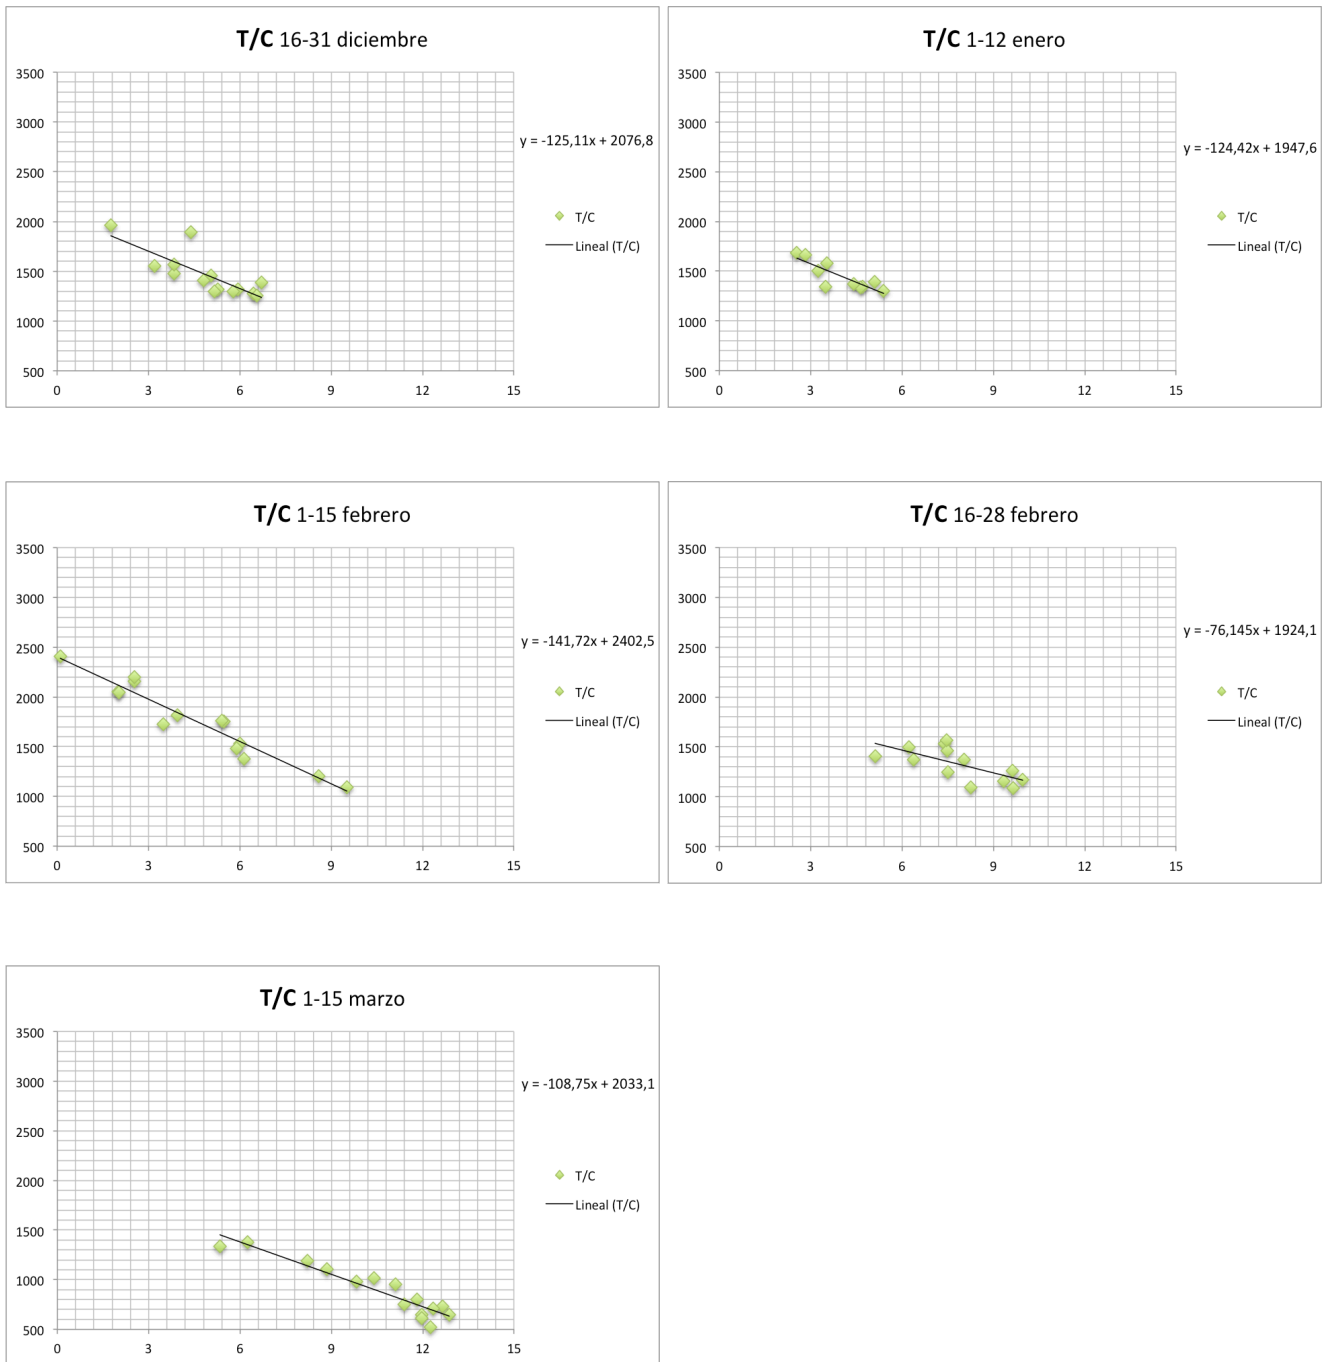 T/C 16-31 diciembre
3500
3000
2500
2000
1500
1000
500
0 3 6 9 12 15
y = -125,11x + 2076,8
T/C
Lineal (T/C)
T/C 1-12 enero
3500
3000
2500
2000
1500
1000
500
0 3 6 9 12 15
y = -124,42x + 1947,6
T/C
Lineal (T/C)
T/C 1-15 febrero
3500
3000
2500
2000
1500
1000
500
0 3 6 9 12 15
y = -141,72x + 2402,5
T/C
Lineal (T/C)
T/C 16-28 febrero
3500
3000
2500
2000
1500
1000
500
0 3 6 9 12 15
y = -76,145x + 1924,1
T/C
Lineal (T/C)
T/C 1-15 marzo
3500
3000
2500
2000
1500
1000
500
0 3 6 9 12 15
y = -108,75x + 2033,1
T/C
Lineal (T/C)